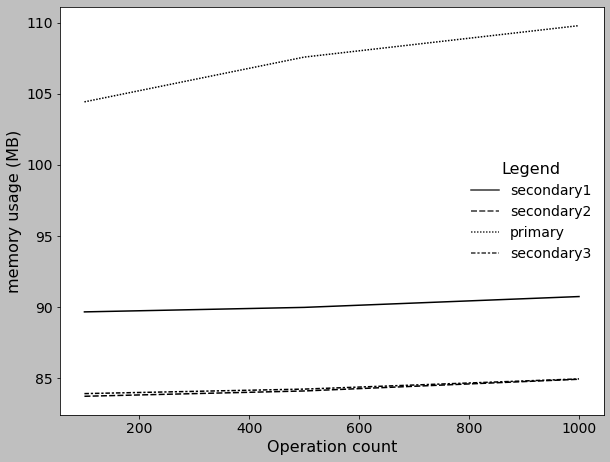 110
105
100
95
90
85
memory usage (MB)
Legend
secondary1
secondary2
primary
secondary3
200
400
600
800
1000
Operation count